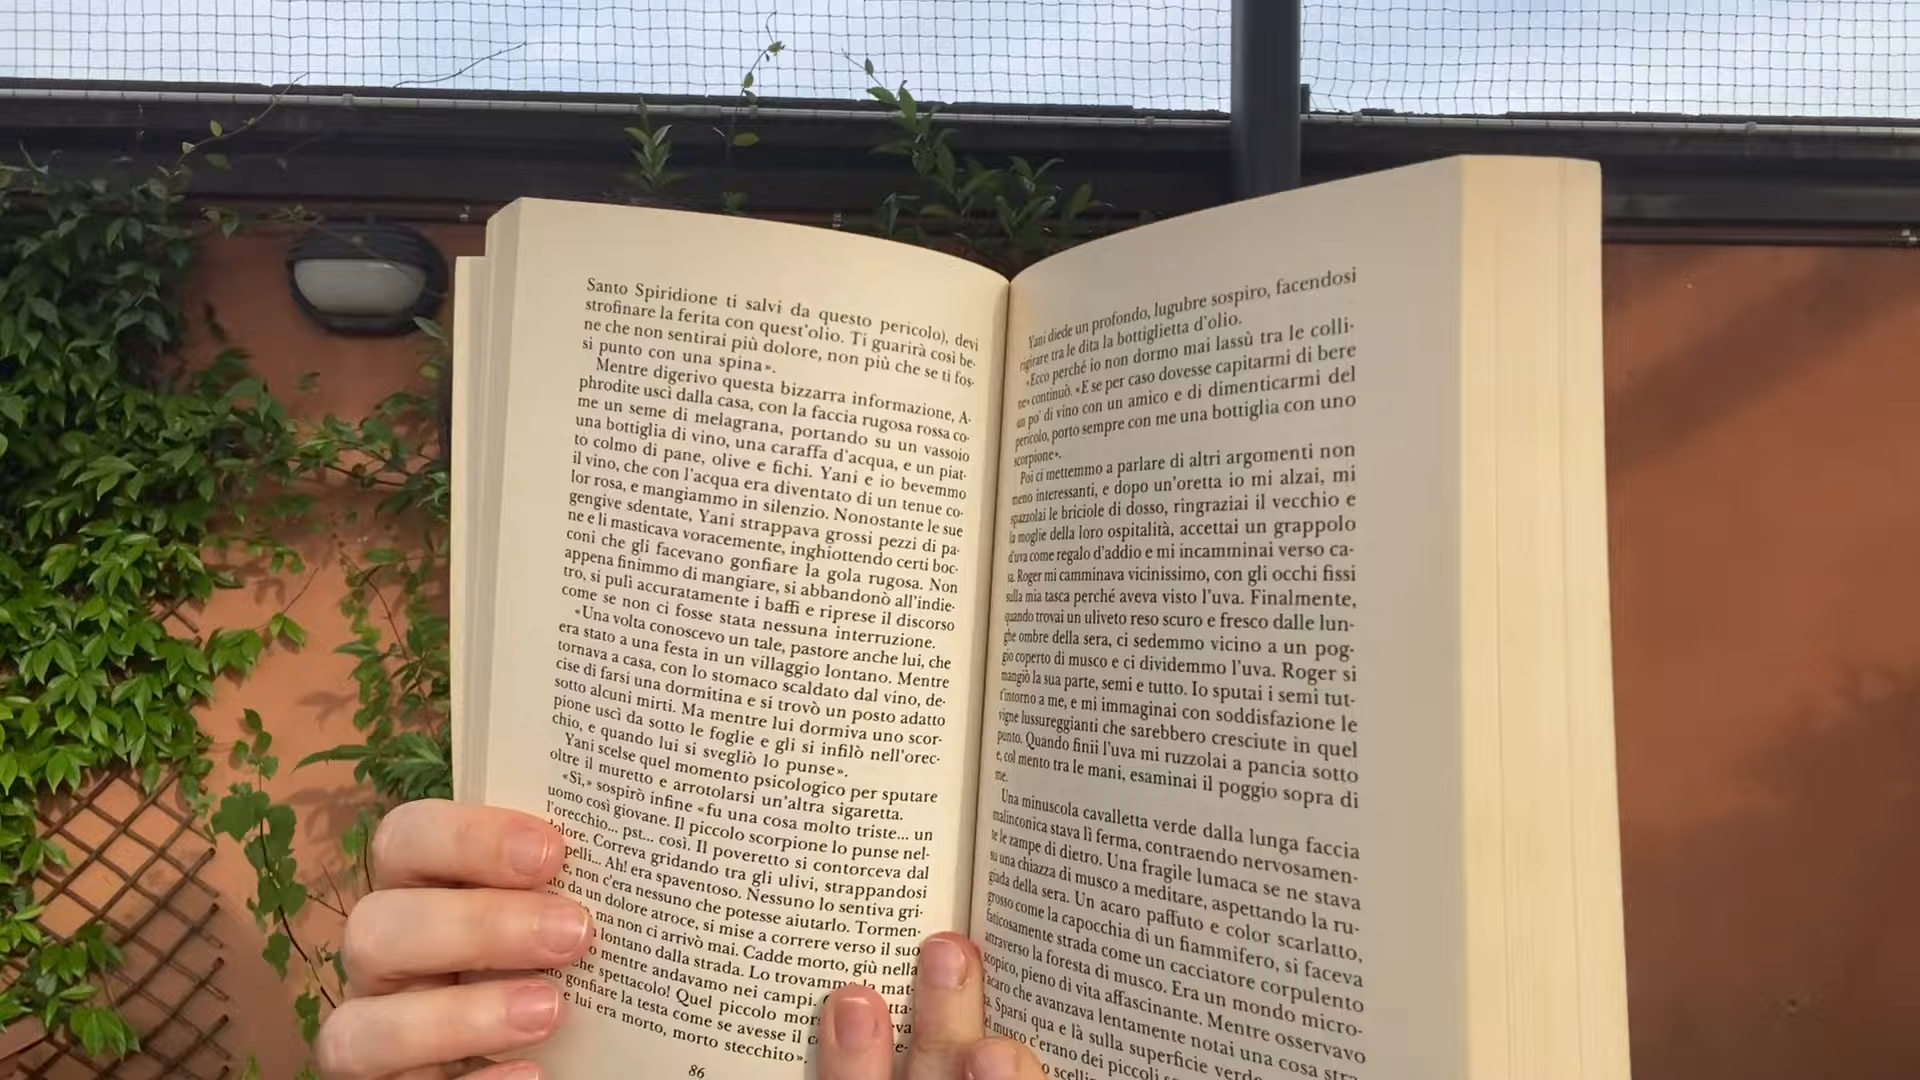 Santo Spiridione ti salvi da questo pericolo), devi
strofinare la ferita con quest'olio. Ti guarirà così be-
ne che non sentirai più dolore, non più che se ti fos-
si punto con una spina».
Mentre digerivo questa bizzarra informazione, A-
phrodite uscì dalla casa, con la faccia rugosa rossa co-
me un seme di melagrana, portando su un vassoio
una bottiglia di vino, una caraffa d'acqua, e un piat-
to colmo di pane, olive e fichi. Yani e io bevemmo
il vino, che con l'acqua era diventato di un tenue co-
lor rosa, e mangiammo in silenzio. Nonostante le sue
gengive sdentate, Yani strappava grossi pezzi di pa-
ne e li masticava voracemente, inghiottendo certi boc-
coni che gli facevano gonfiare la gola rugosa. Non
appena finimmo di mangiare, si abbandonò all'indie-
tro, si pulì accuratamente i baffi e riprese il discorso
come se non ci fosse stata nessuna interruzione.
«Una volta conoscevo un tale, pastore anche lui, che
era stato a una festa in un villaggio lontano. Mentre
tornava a casa, con lo stomaco scaldato dal vino, de-
cise di farsi una dormitina e si trovò un posto adatto
sotto alcuni mirti. Ma mentre lui dormiva uno scor-
pione uscì da sotto le foglie e gli si infilò nell'orec-
chio, e quando lui si svegliò lo punse».
Yani scelse quel momento psicologico per sputare
oltre il muretto e arrotolarsi un'altra sigaretta.
«Sì,» sospirò infine «fu una cosa molto triste... un
uomo così giovane. Il piccolo scorpione lo punse nel-
l'orecchio... pst... così. Il poveretto si contorceva dal
dolore. Correva gridando tra gli ulivi, strappandosi
pelli... Ah! era spaventoso. Nessuno lo sentiva gri-
e, non c'era nessuno che potesse aiutarlo. Tormen-
ato da un dolore atroce, si mise a correre verso il suo
ma non ci arrivò mai. Cadde morto, giù nella
lontano dalla strada. Lo trovammo la mat-
mentre andavamo nei campi.
che spettacolo! Quel piccolo
gonfiare la testa come se avesse il
e lui era morto, morto stecchito».
86
Yani diede un profondo, lugubre sospiro, facendosi
rigirare tra le dita la bottiglietta d'olio.
«Ecco perché io non dormo mai lassù tra le colli-
ne» continuò. «E se per caso dovesse capitarmi di bere
un po' di vino con un amico e di dimenticarmi del
pericolo, porto sempre con me una bottiglia con uno
scorpione».
Poi ci mettemmo a parlare di altri argomenti non
meno interessanti, e dopo un'oretta io mi alzai, mi
spazzolai le briciole di dosso, ringraziai il vecchio e
la moglie della loro ospitalità, accettai un grappolo
d'uva come regalo d'addio e mi incamminai verso ca-
sa. Roger mi camminava vicinissimo, con gli occhi fissi
sulla mia tasca perché aveva visto l'uva. Finalmente,
quando trovai un uliveto reso scuro e fresco dalle lun-
ghe ombre della sera, ci sedemmo vicino a un pog-
gio coperto di musco e ci dividemmo l'uva. Roger si
mangiò la sua parte, semi e tutto. Io sputai i semi tut-
t'intorno a me, e mi immaginai con soddisfazione le
vigne lussureggianti che sarebbero cresciute in quel
punto. Quando finii l'uva mi ruzzolai a pancia sotto
e, col mento tra le mani, esaminai il poggio sopra di
me.
Una minuscola cavalletta verde dalla lunga faccia
malinconica stava lì ferma, contraendo nervosamen-
te le zampe di dietro. Una fragile lumaca se ne stava
su una chiazza di musco a meditare, aspettando la ru-
giada della sera. Un acaro paffuto e color scarlatto,
grosso come la capocchia di un fiammifero, si faceva
faticosamente strada come un cacciatore corpulento
attraverso la foresta di musco. Era un mondo micro-
scopico, pieno di vita affascinante. Mentre osservavo
l'acaro che avanzava lentamente notai una cosa stra-
Sparsi qua e là sulla superficie verde
musco c'erano dei piccoli